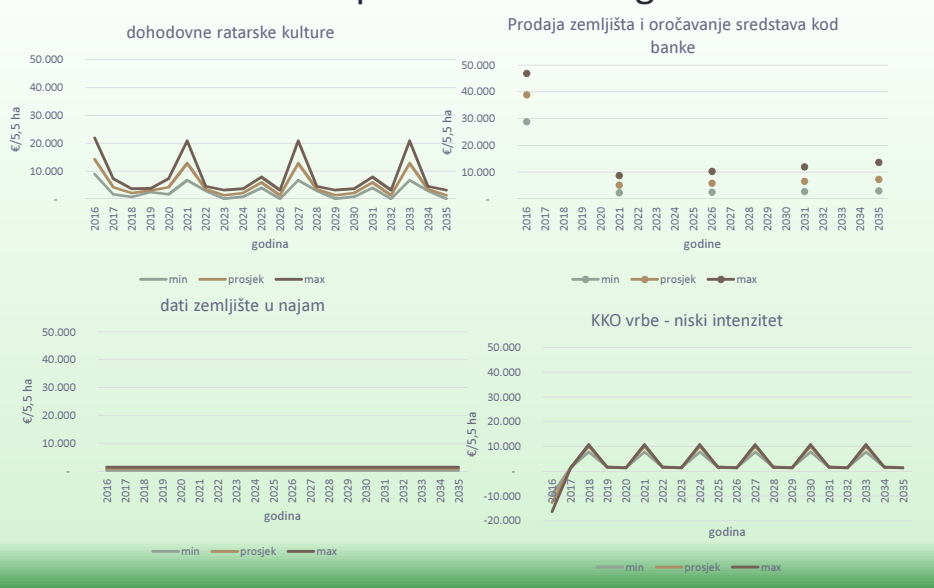 dohodovne ratarske kulture
50.000
40.000
30.000
20.000
10.000
-
€/5,5 ha
2016 2017 2018 2019 2020 2021 2022 2023 2024 2025 2026 2027 2028 2029 2030 2031 2032 2033 2034 2035
godina
min prosjek max
Prodaja zemljišta i oročavanje sredstava kod
banke
50.000
40.000
30.000
20.000
10.000
-
€/5,5 ha
2016 2017 2018 2019 2020 2021 2022 2023 2024 2025 2026 2027 2028 2029 2030 2031 2032 2033 2034 2035
godine
min prosjek max
dati zemljište u najam
50.000
40.000
30.000
20.000
10.000
-
€/5,5 ha
2016 2017 2018 2019 2020 2021 2022 2023 2024 2025 2026 2027 2028 2029 2030 2031 2032 2033 2034 2035
godina
min prosjek max
KKO vrbe - niski intenzitet
50.000
40.000
30.000
20.000
10.000
-
-10.000
-20.000
€/5,5 ha
2016 2017 2018 2019 2020 2021 2022 2023 2024 2025 2026 2027 2028 2029 2030 2031 2032 2033 2034 2035
godina
min prosjek max